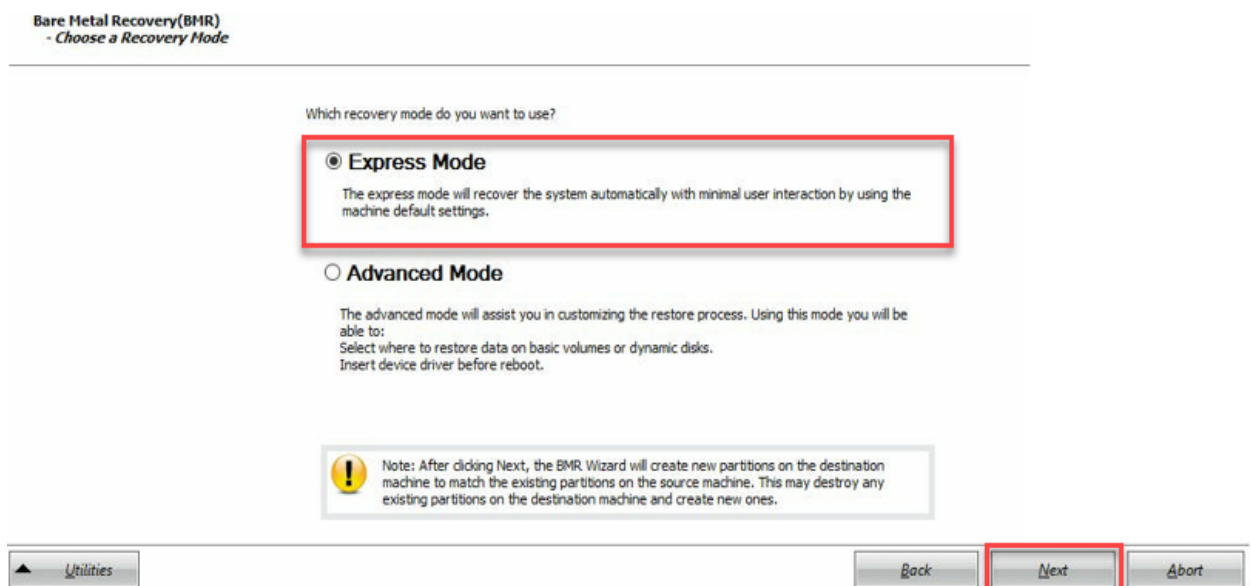 Bare Metal Recovery(BMR)
- Choose a Recovery Mode
Which recovery mode do you want to use?
Express Mode
The express mode will recover the system automatically with minimal user interaction by using the
machine default settings.
Advanced Mode
The advanced mode will assist you in customizing the restore process. Using this mode you will be
able to:
Select where to restore data on basic volumes or dynamic disks.
Insert device driver before reboot.
Note: After clicking Next, the BMR Wizard will create new partitions on the destination
machine to match the existing partitions on the source machine. This may destroy any
existing partitions on the destination machine and create new ones.
Utilities Back Next Abort